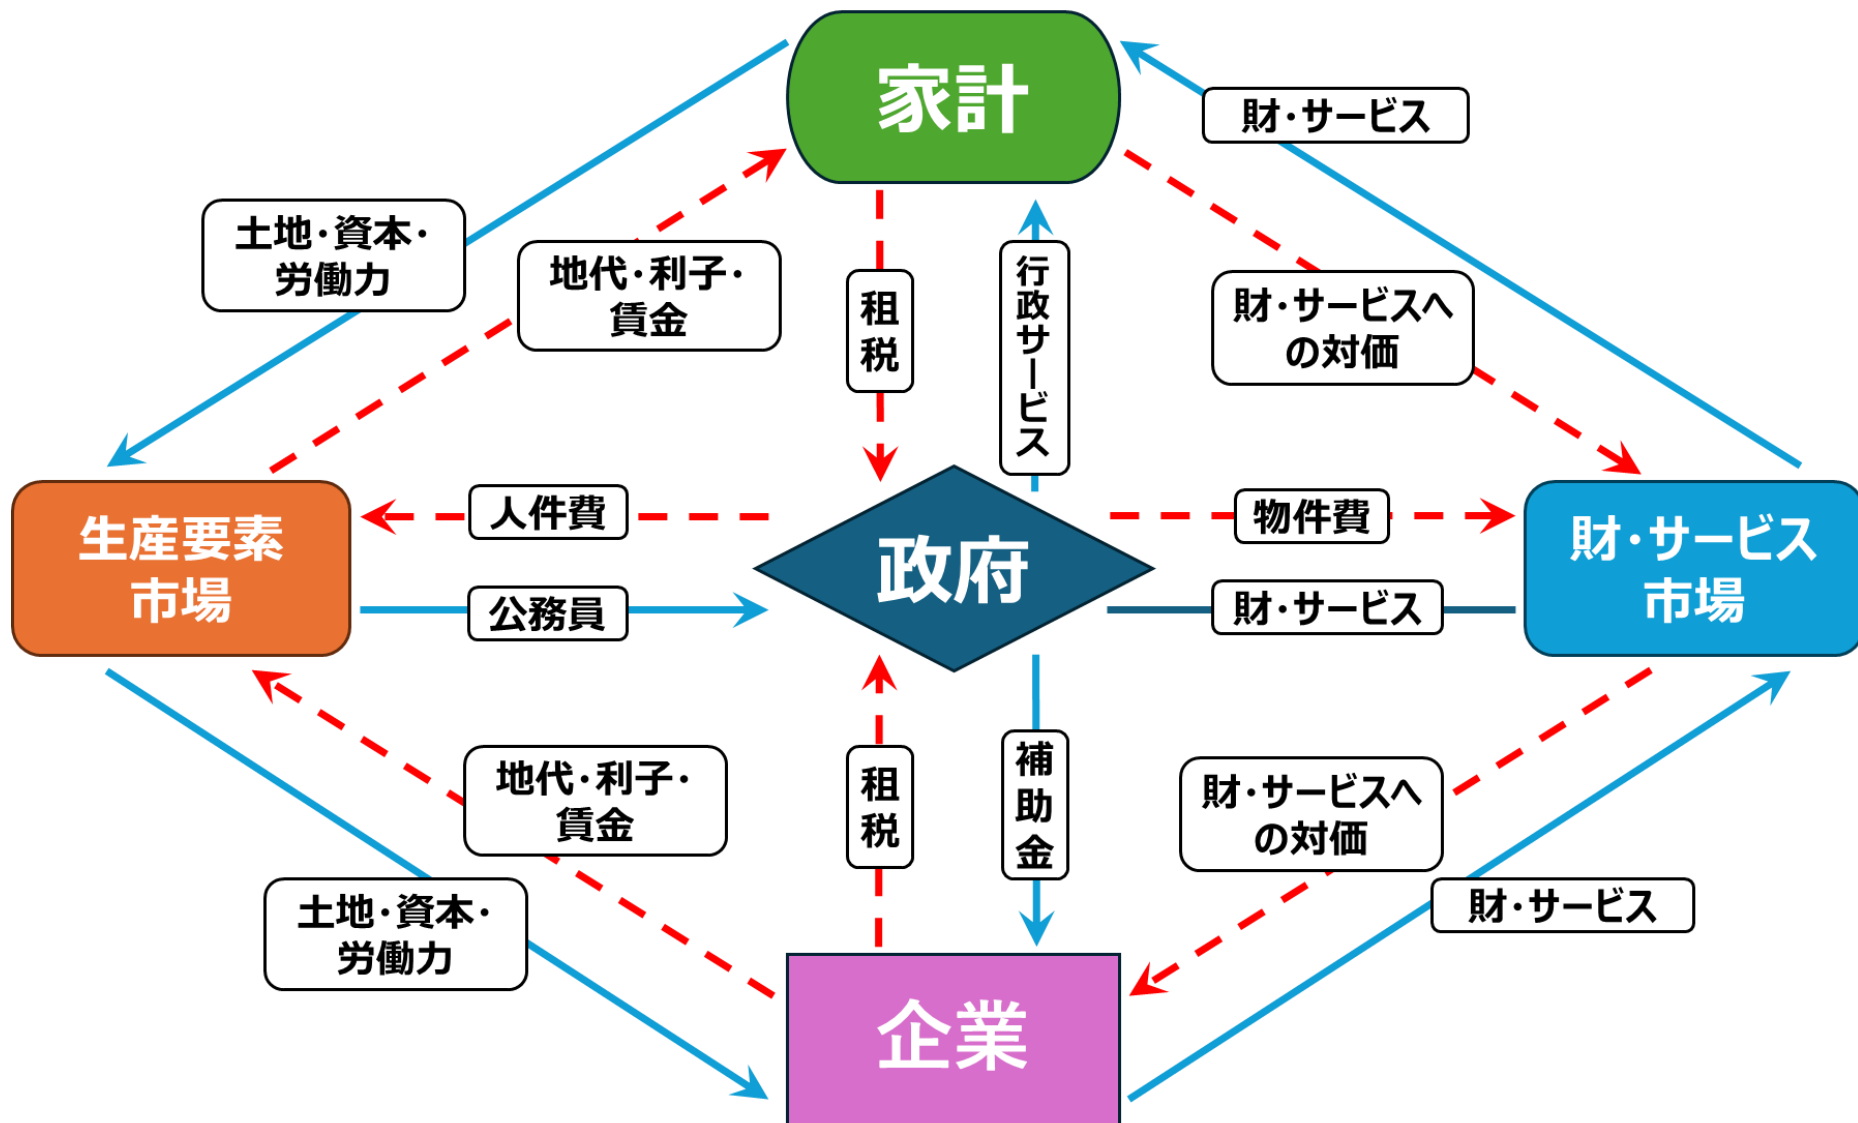 家計
財・サービス
土地・資本・
労働力
地代・利子・
賃金
租税
行政サービス
財・サービスへ
の対価
生産要素
市場
人件費
公務員
政府
物件費
財・サービス
財・サービス
市場
地代・利子・
賃金
土地・資本・
労働力
租税
補助金
財・サービスへ
の対価
財・サービス
企業